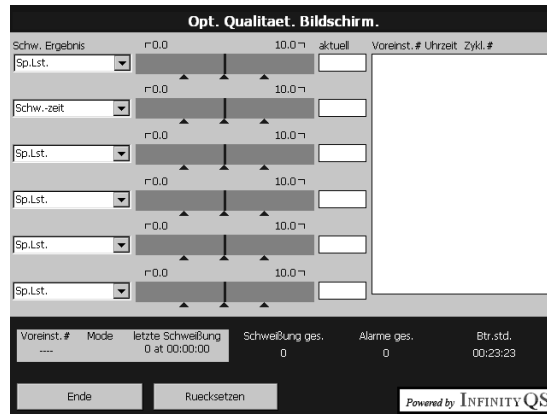 Opt. Qualitaet. Bildschirm.
Schw. Ergebnis 0.0 10.0 aktuell Voreinst.# Uhrzeit Zykl.#
Sp.Lst.
0.0 10.0
Schw.-zeit
0.0 10.0
Sp.Lst.
0.0 10.0
Sp.Lst.
0.0 10.0
Sp.Lst.
0.0 10.0
Sp.Lst.
Voreinst.# Mode letzte Schweißung Schweißung ges. Alarme ges. Btr.std.
---- 0 at 00:00:00 0 0 00:23:23
Ende Ruecksetzen Powered by INFINITY QS